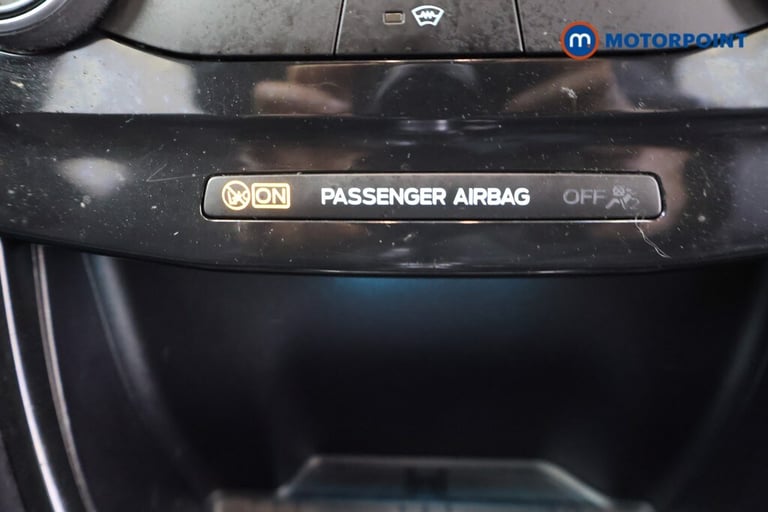 m MOTORPOINT
ON PASSENGER AIRBAG OFF